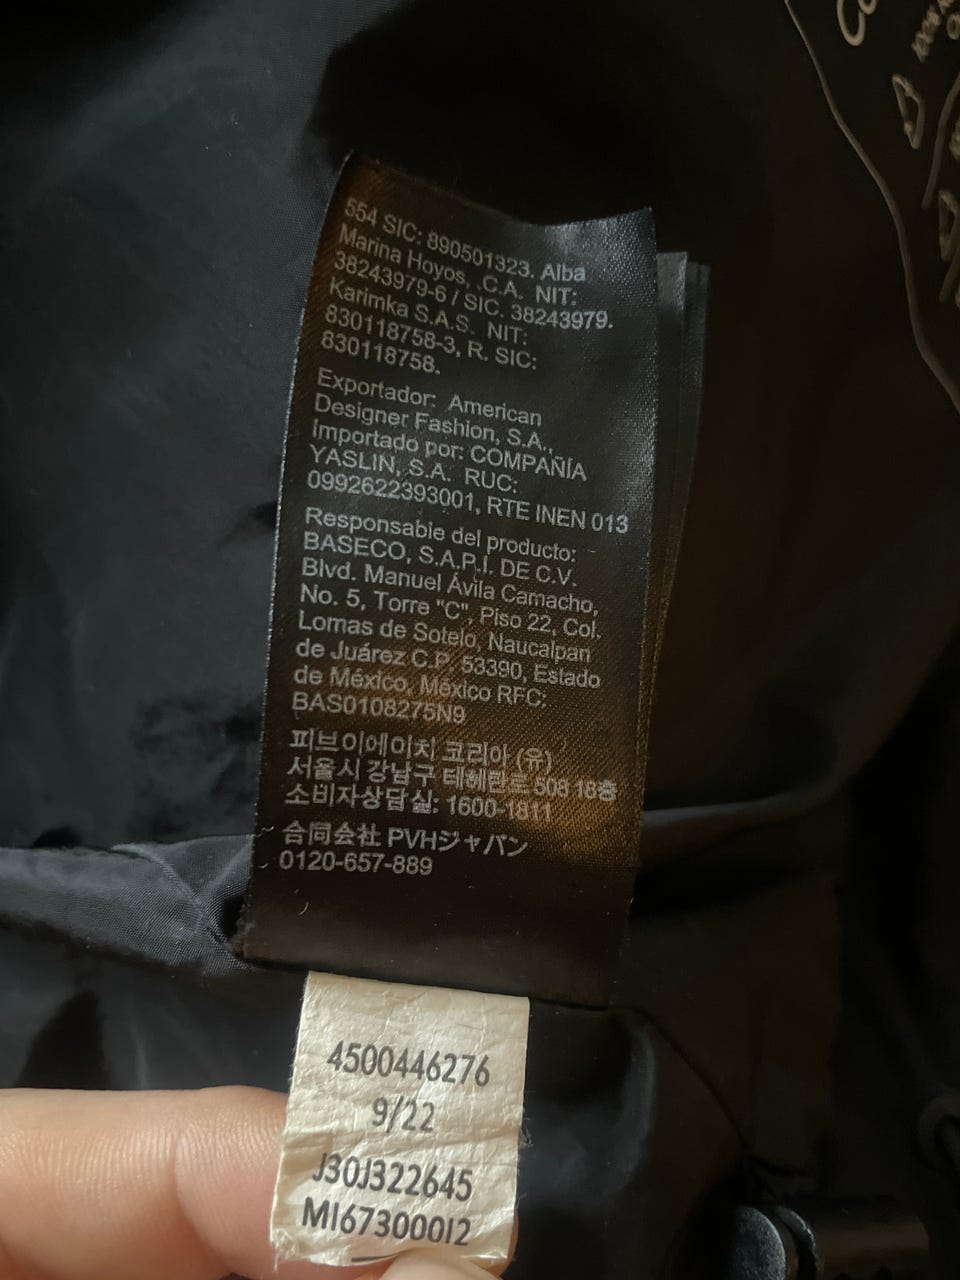 554 SIC: 890501323. Alba
Marina Hoyos, .C.A. NIT:
38243979-6 / SIC. 38243979.
Karimka S.A.S. NIT:
830118758-3, R. SIC:
830118758.
Exportador: American
Designer Fashion, S.A.,
Importado por: COMPAÑÍA
YASLIN, S.A. RUC:
0992622393001, RTE INEN 013
Responsable del producto:
BASECO, S.A.P.I. DE C.V.
Blvd. Manuel Ávila Camacho,
No. 5, Torre "C", Piso 22, Col.
Lomas de Sotelo, Naucalpan
de Juárez C.P. 53390, Estado
de México, México RFC:
BAS0108275N9
피브이에이치 코리아 (유)
서울시 강남구 테헤란로 508 18층
소비자상담실: 1600-1811
合同会社 PVHジャパン
0120-657-889
4500446276
9/22
J30J322645
MI67300012
100%